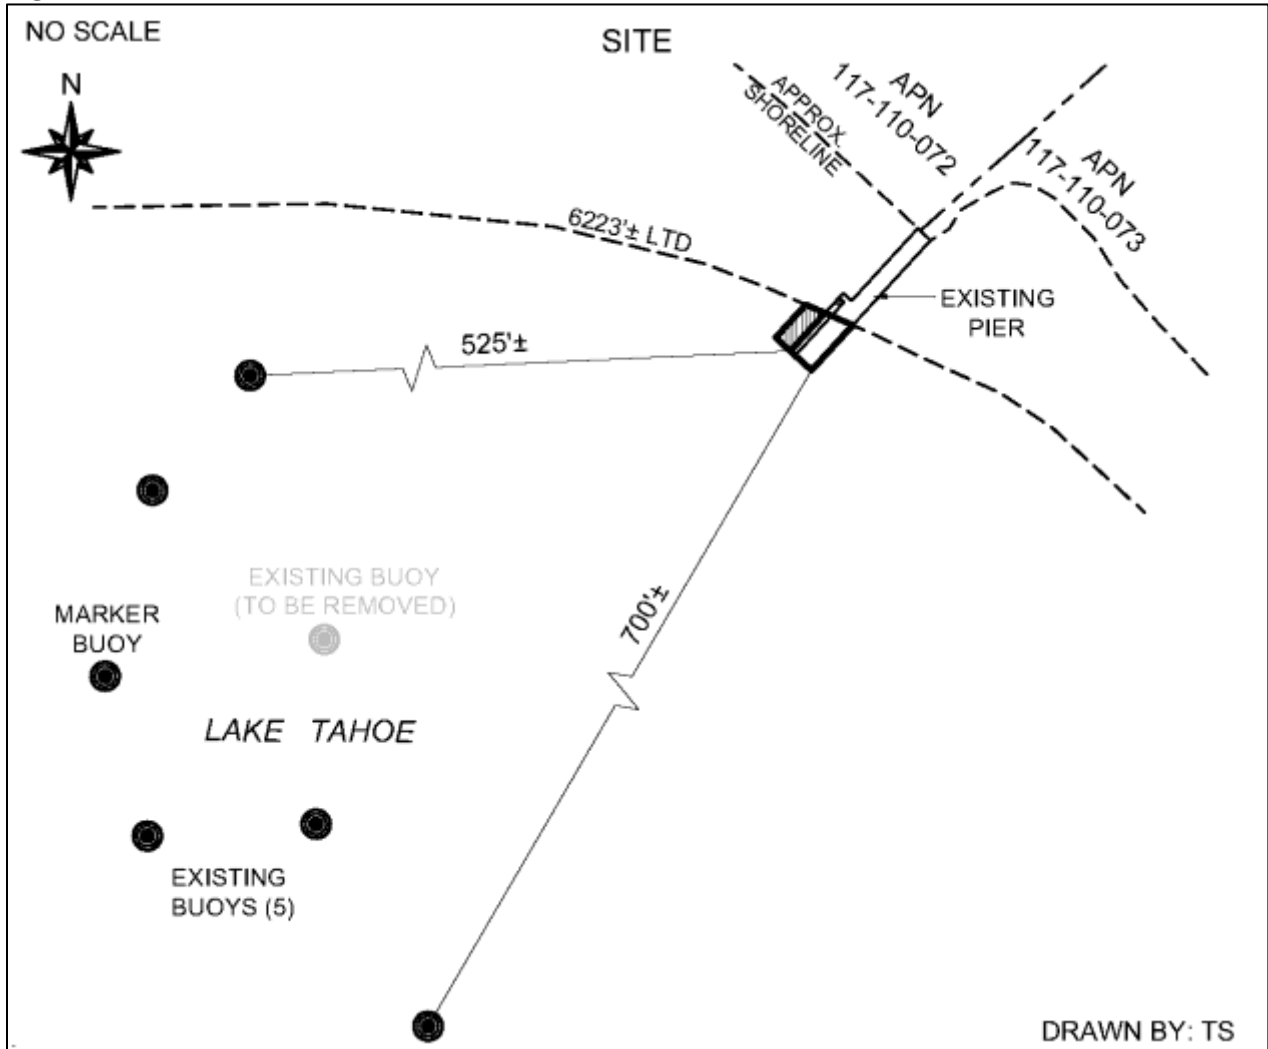 NO SCALE
SITE
N
APPROX
SHORELINE
APN
117-110-072
APN
117-110-073
6223'± LTD
EXISTING
PIER
525'±
700'±
EXISTING BUOY
(TO BE REMOVED)
MARKER
BUOY
LAKE TAHOE
EXISTING
BUOYS (5)
DRAWN BY: TS